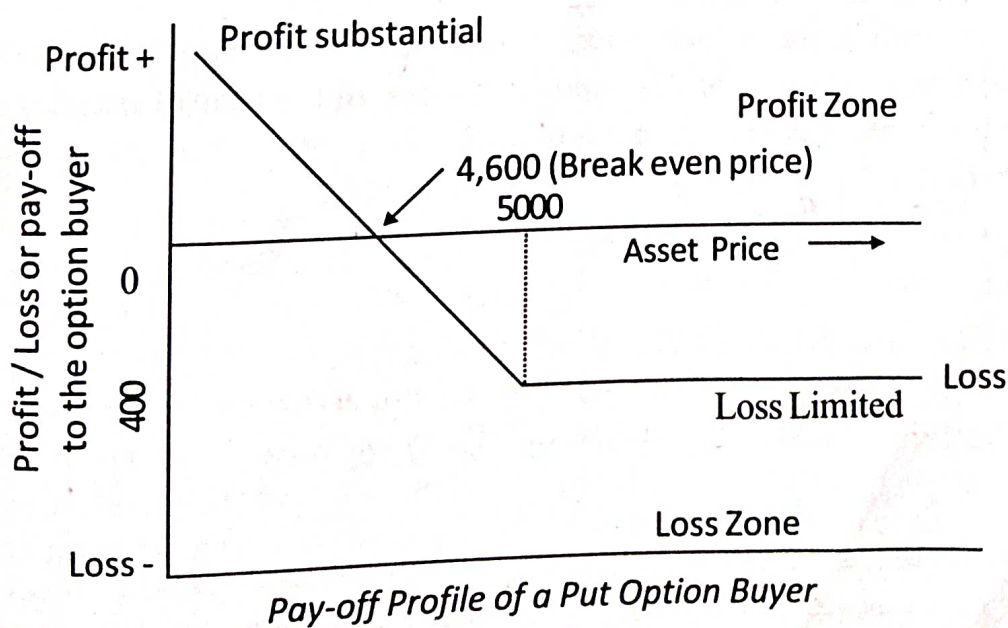 Profit +
Profit substantial
Profit Zone
4,600 (Break even price)
5000
Asset Price
Profit / Loss or pay-off
to the option buyer
0
400
Loss
Loss Limited
Loss Zone
Loss -
Pay-off Profile of a Put Option Buyer